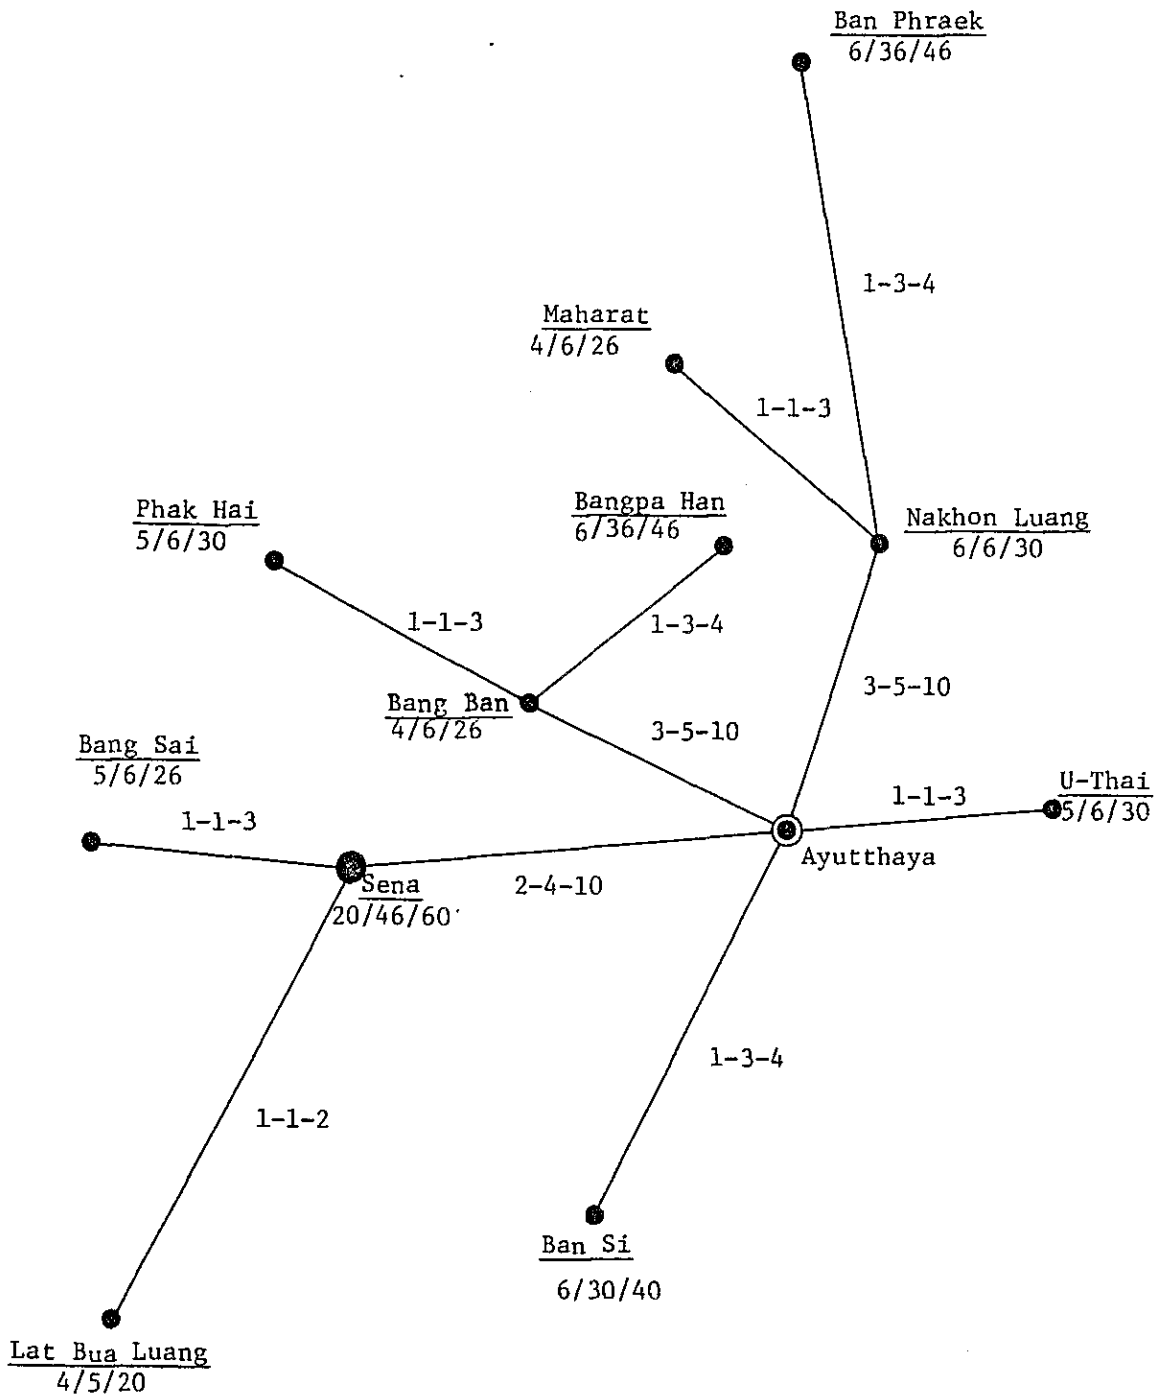 Ban Phraek
6/36/46
1-3-4
Maharat
4/6/26
1-1-3
Phak Hai
5/6/30
Bangpa Han
6/36/46
Nakhon Luang
6/6/30
1-1-3
1-3-4
3-5-10
Bang Ban
4/6/26
3-5-10
Bang Sai
5/6/26
U-Thai
5/6/30
1-1-3
1-1-3
Ayutthaya
Sena
20/46/60
2-4-10
1-3-4
1-1-2
Ban Si
6/30/40
Lat Bua Luang
4/5/20